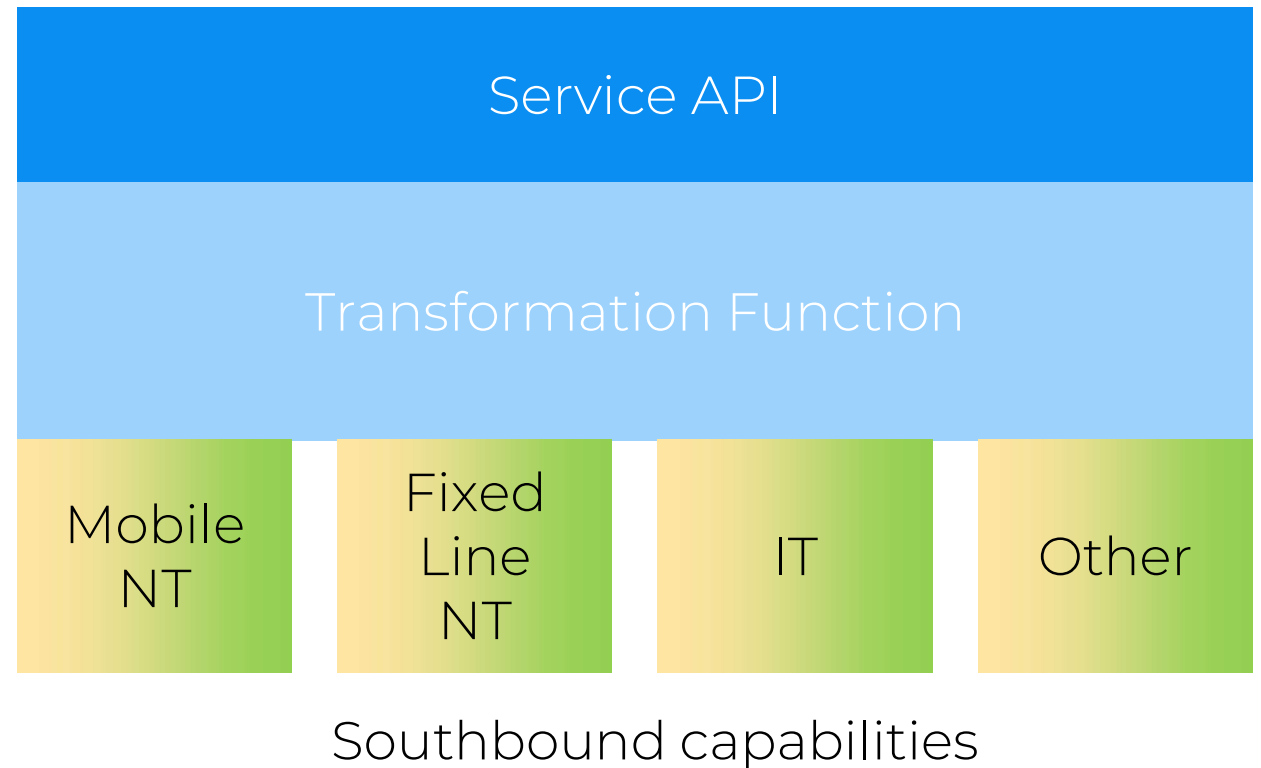 Service API
Transformation Function
Mobile
NT
Fixed
Line
NT
IT
Other
Southbound capabilities